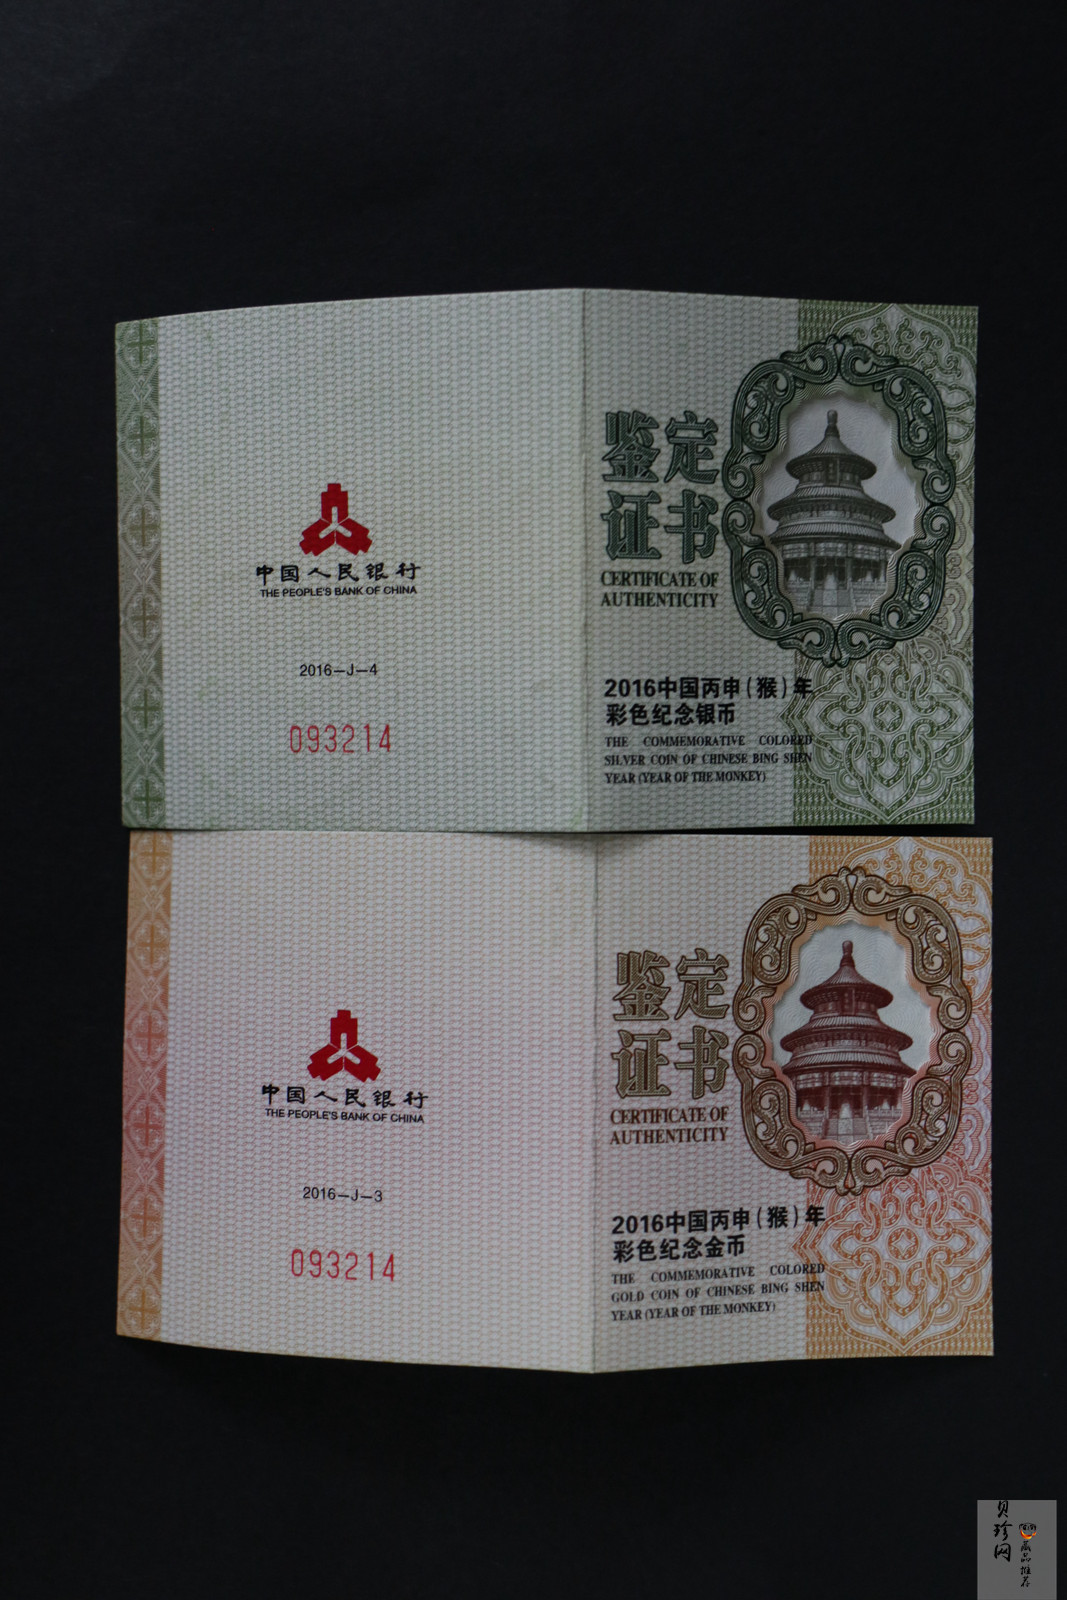 中国人民银行
THE PEOPLE'S BANK OF CHINA
2016-J-4
093214
鉴定
证书
CERTIFICATE OF
AUTHENTICITY
2016中国丙申(猴)年
彩色纪念银币
THE COMMEMORATIVE COLORED
SILVER COIN OF CHINESE BING SHEN
YEAR (YEAR OF THE MONKEY)
中国人民银行
THE PEOPLE'S BANK OF CHINA
2016-J-3
093214
鉴定
证书
CERTIFICATE OF
AUTHENTICITY
2016中国丙申(猴)年
彩色纪念金币
THE COMMEMORATIVE COLORED
GOLD COIN OF CHINESE BING SHEN
YEAR (YEAR OF THE MONKEY)
贝珍网
藏品推荐